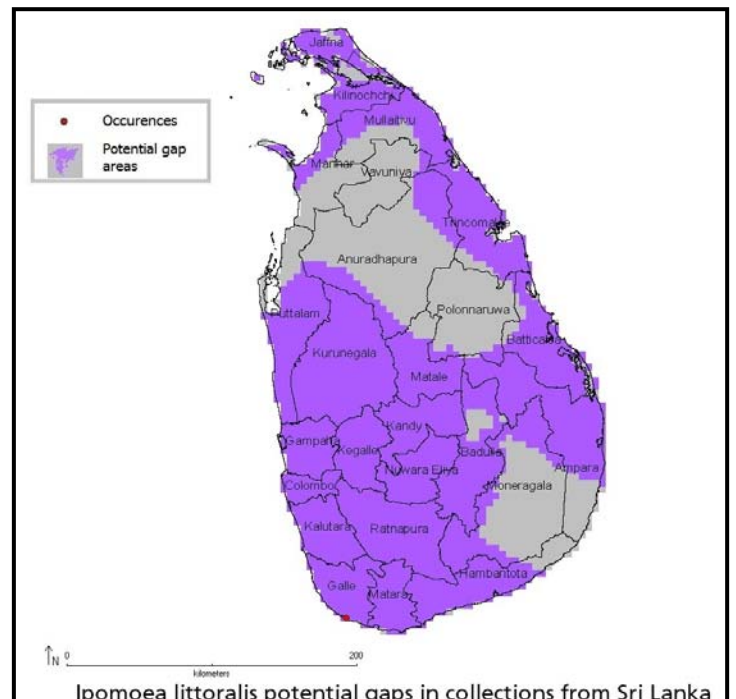 Jaffna
Kilinochchi
Mullaitivu
Occurences
Potential gap
areas
Mannar
Vavuniya
Trincomalee
Anuradhapura
Polonnaruwa
Puttalam
Batticaloa
Kurunegala
Matale
Kandy
Gampaha
Kegalle
Badulla
Ampara
Nuwara Eliya
Colombo
Moneragala
Kalutara
Ratnapura
Hambantota
Galle
Matara
N 0 200
kilometers
Ipomoea littoralis potential gaps in collections from Sri Lanka